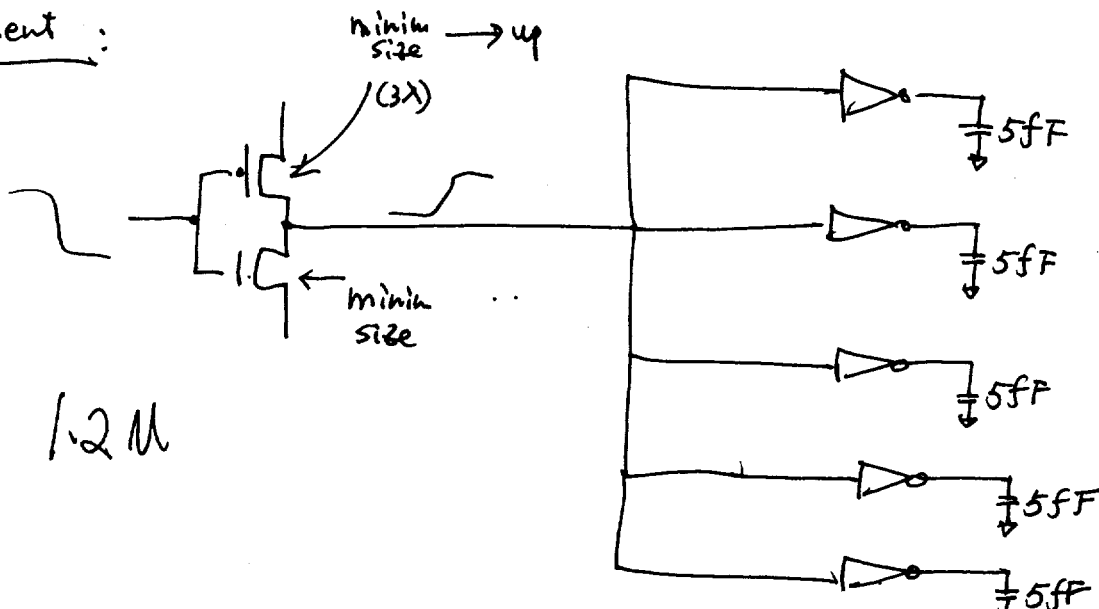 ent :
minim
size → up
(3λ)
minim
size
1.2 M
5fF
5fF
5fF
5fF
5fF